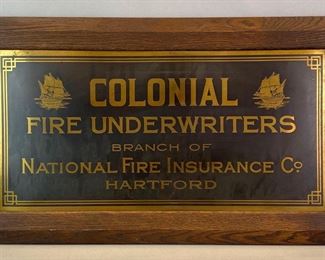 COLONIAL
FIRE UNDERWRITERS
BRANCH OF
NATIONAL FIRE INSURANCE CO.
HARTFORD